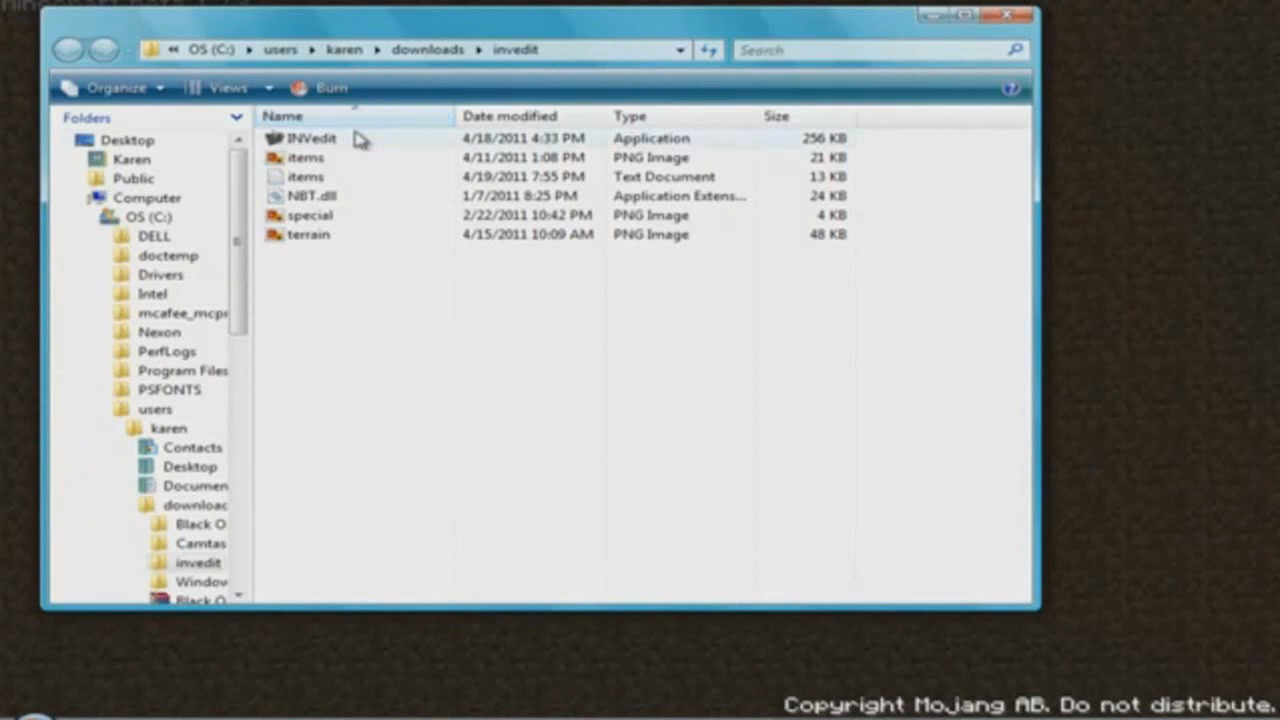 OS (C:) users karen downloads invedit Search
Organize Views Burn
Folders
Desktop
Karen
Public
Computer
OS (C:)
DELL
doctemp
Drivers
Intel
mcafee_mcpr
Nexon
PerfLogs
Program Files
PSFONTS
users
karen
Contacts
Desktop
Documen
downloac
Black O
Camtas
invedit
Window
Black O
Name Date modified Type Size
INVedit 4/18/2011 4:33 PM Application 256 KB
items 4/11/2011 1:08 PM PNG Image 21 KB
items 4/19/2011 7:55 PM Text Document 13 KB
NBT.dll 1/7/2011 8:25 PM Application Extens... 24 KB
special 2/22/2011 10:42 PM PNG Image 4 KB
terrain 4/15/2011 10:09 AM PNG Image 48 KB
Copyright Mojang AB. Do not distribute.